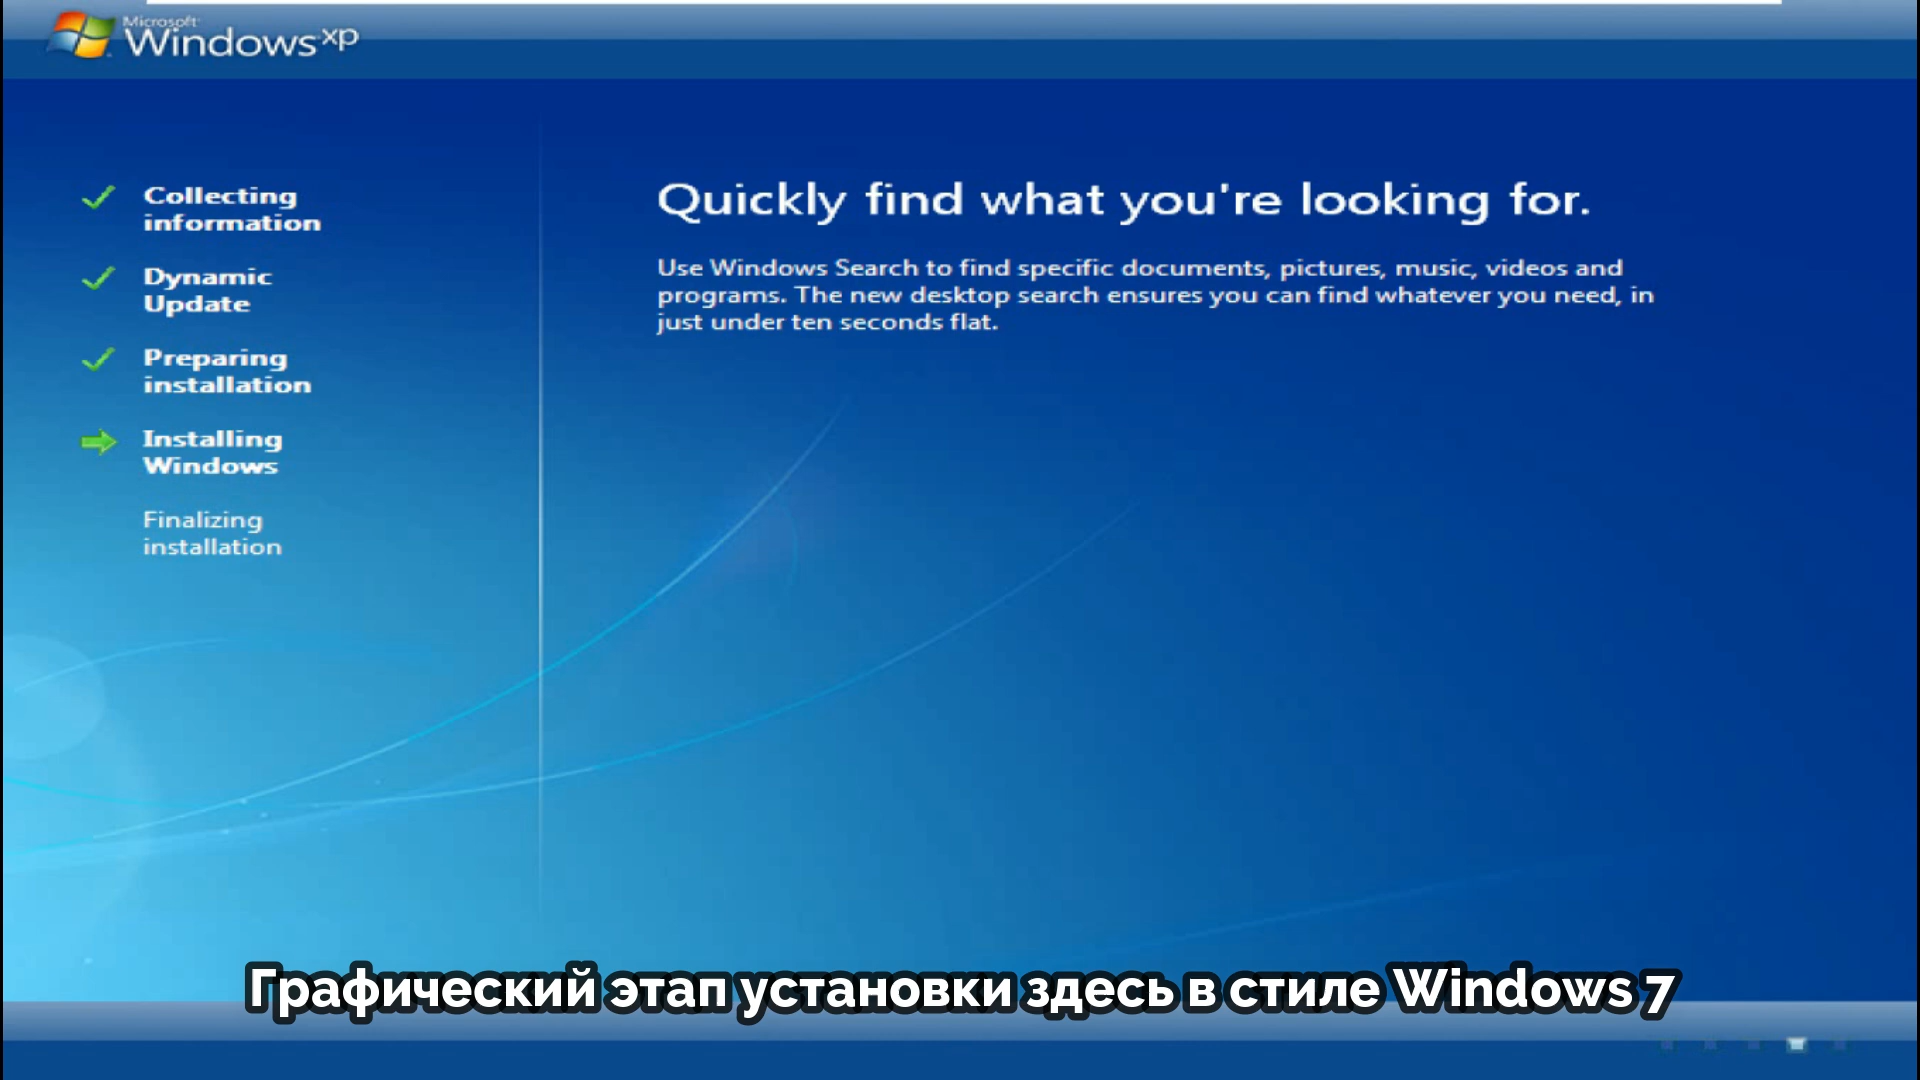 Microsoft
Windows xp
Collecting
information
Dynamic
Update
Preparing
installation
Installing
Windows
Finalizing
installation
Quickly find what you're looking for.
Use Windows Search to find specific documents, pictures, music, videos and
programs. The new desktop search ensures you can find whatever you need, in
just under ten seconds flat.
Графический этап установки здесь в стиле Windows 7